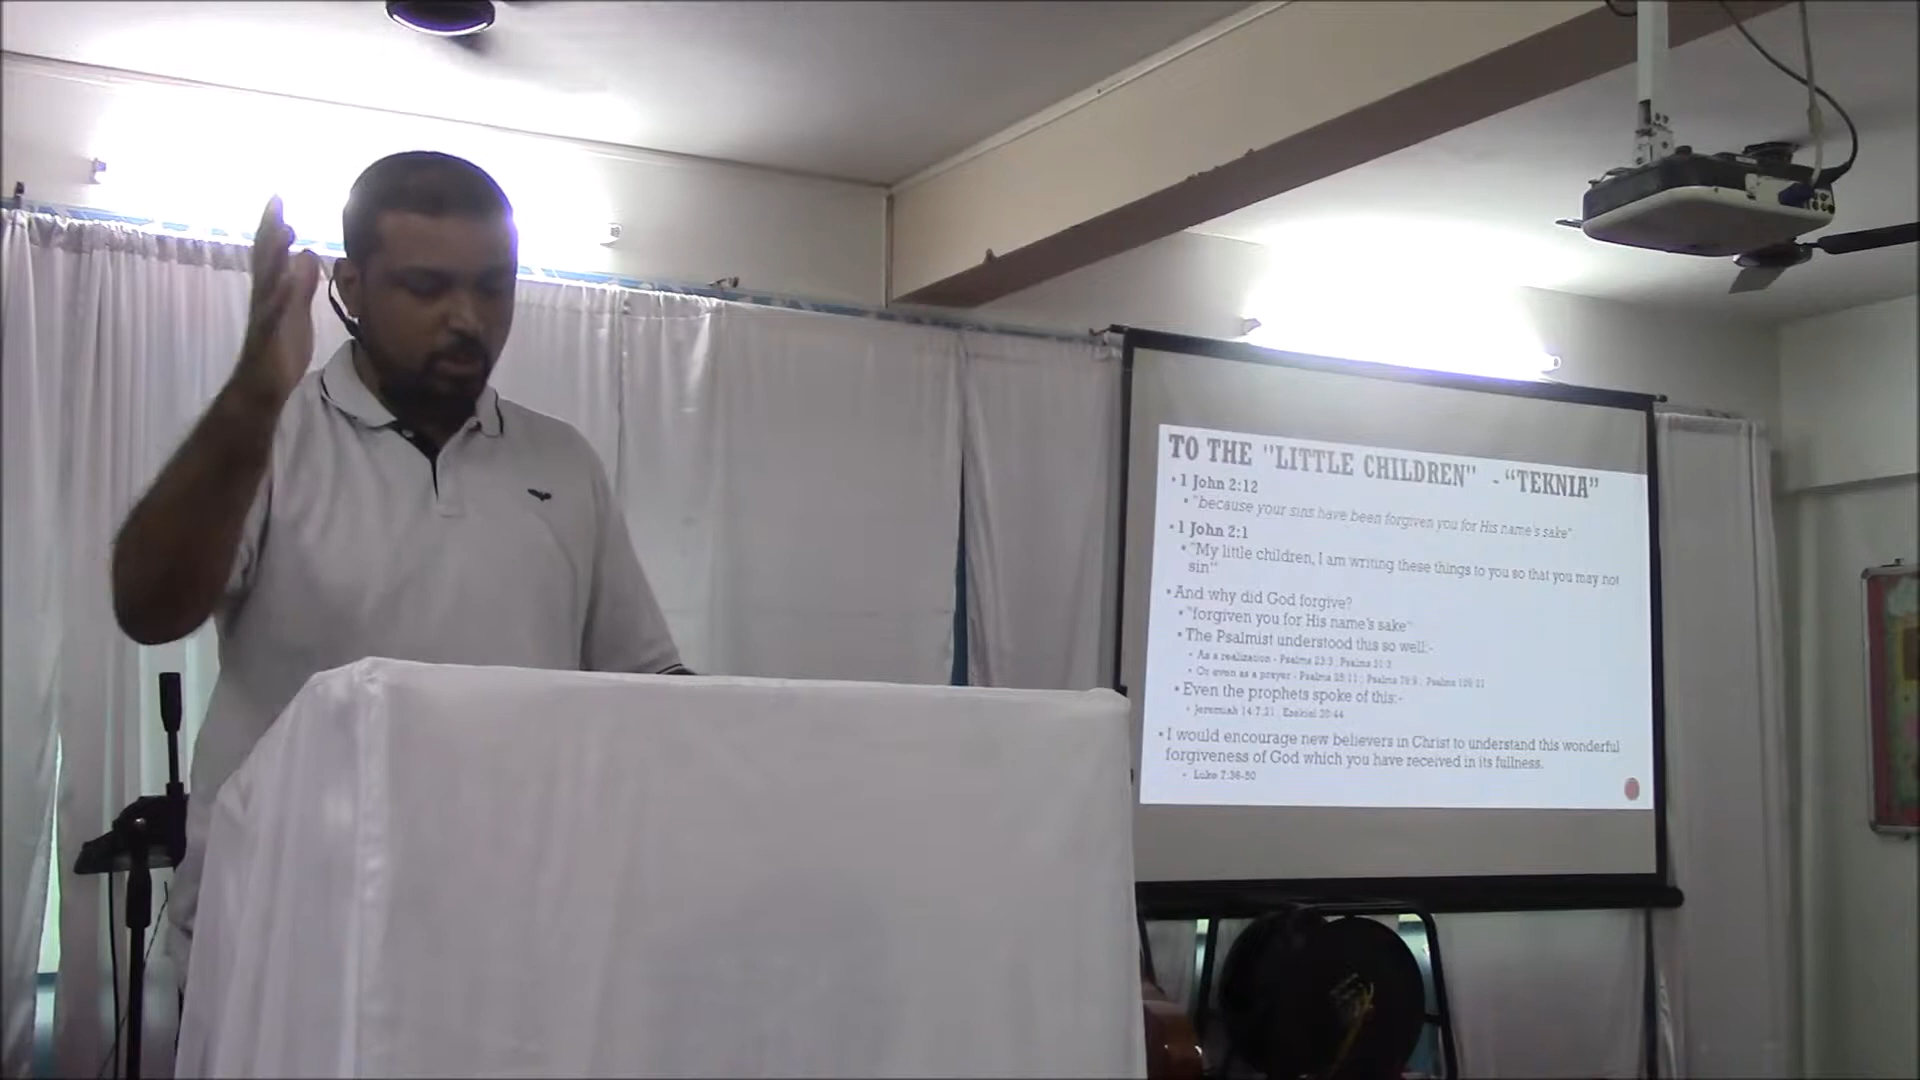 TO THE "LITTLE CHILDREN" - “TEKNIA”
• 1 John 2:12
• "because your sins have been forgiven you for His name's sake"
• 1 John 2:1
• "My little children, I am writing these things to you so that you may not
sin"
• And why did God forgive?
• "forgiven you for His name's sake"
• The Psalmist understood this so well:-
• As a realization - Psalms 23:3 ; Psalms 31:3
• Or even as a prayer - Psalms 25:11 ; Psalms 79:9 ; Psalms 109:21
• Even the prophets spoke of this:-
• Jeremiah 14:7,21 ; Ezekiel 20:44
• I would encourage new believers in Christ to understand this wonderful
forgiveness of God which you have received in its fullness.
• Luke 7:36-50